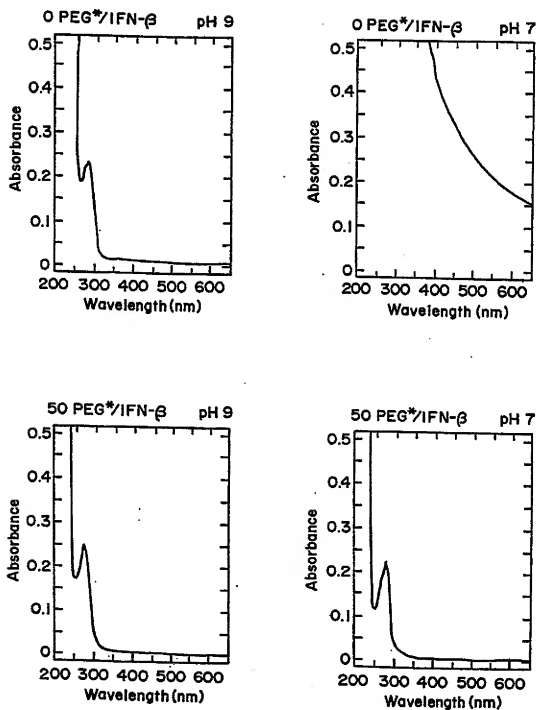 0 PEG*/IFN-β pH 9
0.5
0.4
0.3
0.2
0.1
0
Absorbance
200 300 400 500 600
Wavelength (nm)
0 PEG*/IFN-β pH 7
0.5
0.4
0.3
0.2
0.1
0
Absorbance
200 300 400 500 600
Wavelength (nm)
50 PEG*/IFN-β pH 9
0.5
0.4
0.3
0.2
0.1
0
Absorbance
200 300 400 500 600
Wavelength (nm)
50 PEG*/IFN-β pH 7
0.5
0.4
0.3
0.2
0.1
0
Absorbance
200 300 400 500 600
Wavelength (nm)